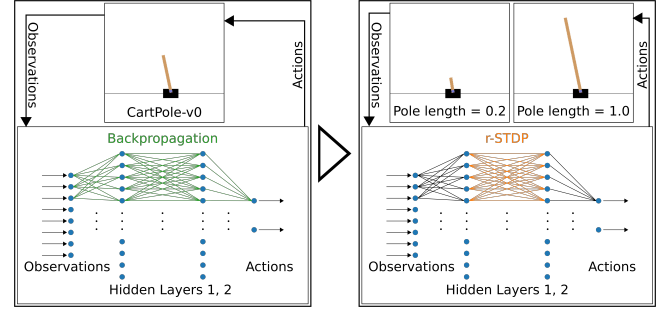 Observations
CartPole-v0
Actions
Backpropagation
Observations
Actions
Hidden Layers 1, 2
Observations
Pole length = 0.2
Pole length = 1.0
Actions
r-STDP
Observations
Actions
Hidden Layers 1, 2